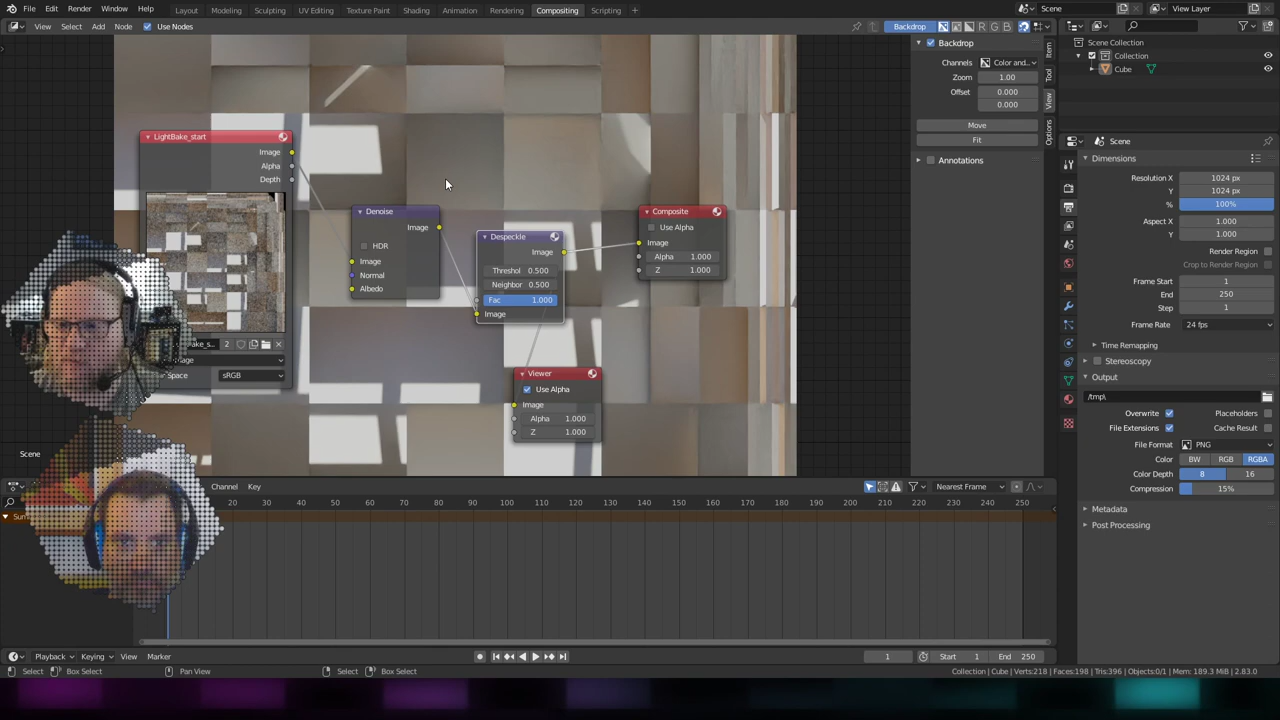 File Edit Render Window Help Layout Modeling Sculpting UV Editing Texture Paint Shading Animation Rendering Compositing Scripting + Scene View Layer
View Select Add Node Use Nodes Backdrop R G B
Backdrop
Channels Color and...
Zoom 1.00
Offset 0.000
0.000
Move
Fit
Annotations
Item
Tool
View
Options
Scene Collection
Collection
Cube
Scene
Dimensions
Resolution X 1024 px
Y 1024 px
% 100%
Aspect X 1.000
Y 1.000
Render Region
Crop to Render Region
Frame Start 1
End 250
Step 1
Frame Rate 24 fps
Time Remapping
Stereoscopy
Output
/tmp\
Overwrite Placeholders
File Extensions Cache Result
File Format PNG
Color BW RGB RGBA
Color Depth 8 16
Compression 15%
Metadata
Post Processing
LightBake_start
Image
Alpha
Depth
2
Space sRGB
Denoise
Image
HDR
Image
Normal
Albedo
Despeckle
Image
Threshol 0.500
Neighbor 0.500
Fac 1.000
Image
Composite
Use Alpha
Image
Alpha 1.000
Z 1.000
Viewer
Use Alpha
Image
Alpha 1.000
Z 1.000
Scene
Channel Key Nearest Frame
20 30 40 50 60 70 80 90 100 110 120 130 140 150 160 170 180 190 200 210 220 230 240 250
Playback Keying View Marker 1 Start 1 End 250
Select Box Select Pan View Select Box Select Collection | Cube | Verts:218 | Faces:198 | Tris:396 | Objects:0/1 | Mem: 189.3 MiB | 2.83.0